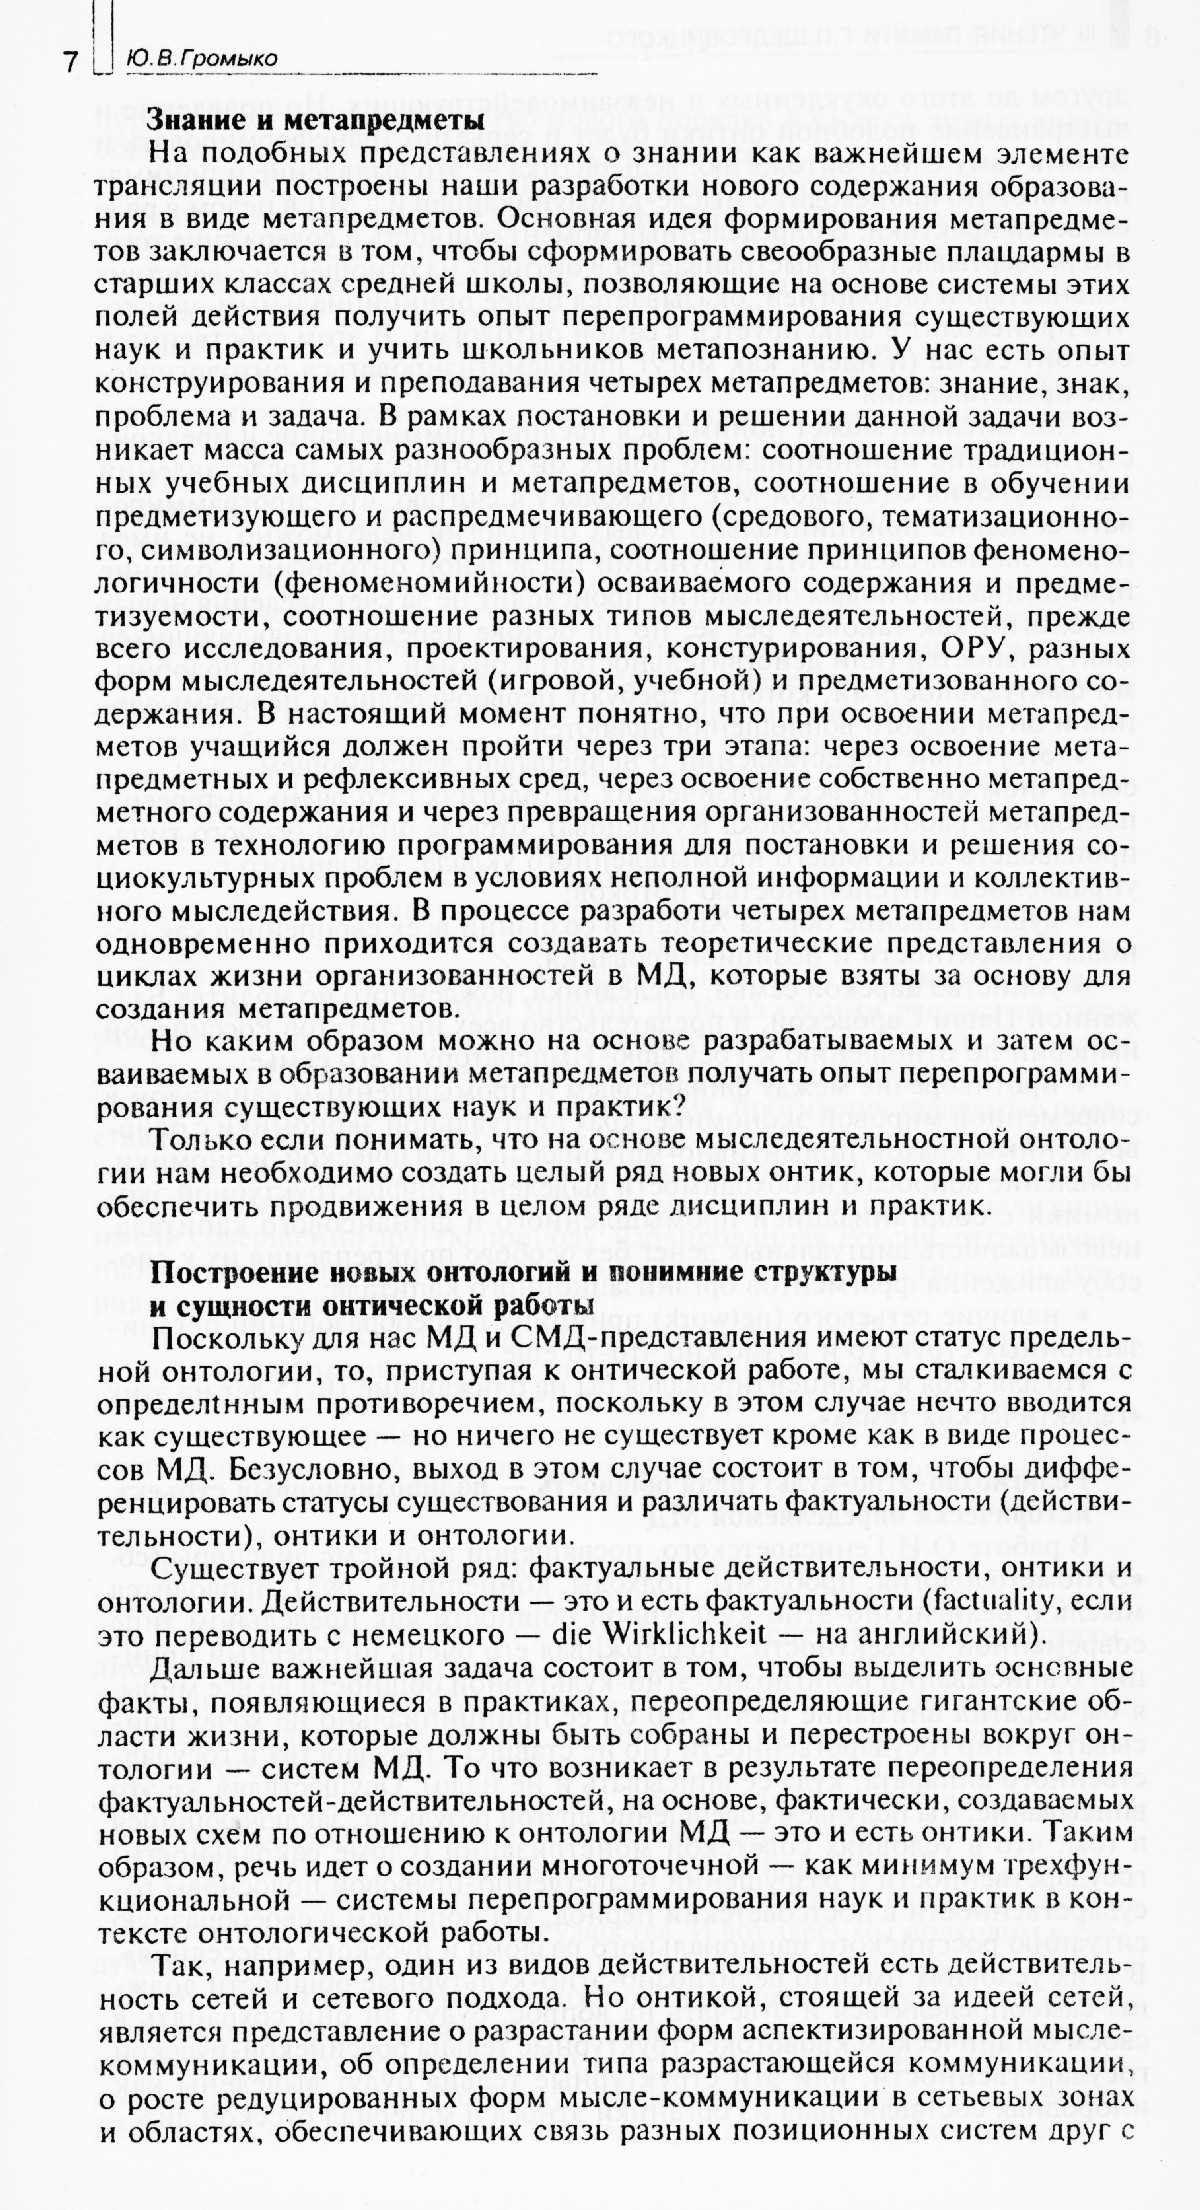 7
Ю.В.Громыко
Знание и метапредметы
На подобных представлениях о знании как важнейшем элементе
трансляции построены наши разработки нового содержания образова-
ния в виде метапредметов. Основная идея формирования метапредме-
тов заключается в том, чтобы сформировать свеообразные плацдармы в
старших классах средней школы, позволяющие на основе системы этих
полей действия получить опыт перепрограммирования существующих
наук и практик и учить школьников метапознанию. У нас есть опыт
конструирования и преподавания четырех метапредметов: знание, знак,
проблема и задача. В рамках постановки и решении данной задачи воз-
никает масса самых разнообразных проблем: соотношение традицион-
ных учебных дисциплин и метапредметов, соотношение в обучении
предметизующего и распредмечивающего (средового, тематизационно-
го, символизационного) принципа, соотношение принципов феномено-
логичности (феноменомийности) осваиваемого содержания и предме-
тизуемости, соотношение разных типов мыследеятельностей, прежде
всего исследования, проектирования, констурирования, ОРУ, разных
форм мыследеятельностей (игровой, учебной) и предметизованного со-
держания. В настоящий момент понятно, что при освоении метапред-
метов учащийся должен пройти через три этапа: через освоение мета-
предметных и рефлексивных сред, через освоение собственно метапред-
метного содержания и через превращения организованностей метапред-
метов в технологию программирования для постановки и решения со-
циокультурных проблем в условиях неполной информации и коллектив-
ного мыследействия. В процессе разработи четырех метапредметов нам
одновременно приходится создавать теоретические представления о
циклах жизни организованностей в МД, которые взяты за основу для
создания метапредметов.
Но каким образом можно на основе разрабатываемых и затем ос-
ваиваемых в образовании метапредметов получать опыт перепрограмми-
рования существующих наук и практик?
Только если понимать, что на основе мыследеятельностной онтоло-
гии нам необходимо создать целый ряд новых онтик, которые могли бы
обеспечить продвижения в целом ряде дисциплин и практик.
Построение новых онтологий и понимние структуры
и сущности онтической работы
Поскольку для нас МД и СМД-представления имеют статус предель-
ной онтологии, то, приступая к онтической работе, мы сталкиваемся с
определtнным противоречием, поскольку в этом случае нечто вводится
как существующее — но ничего не существует кроме как в виде процес-
сов МД. Безусловно, выход в этом случае состоит в том, чтобы диффе-
ренцировать статусы существования и различать фактуальности (действи-
тельности), онтики и онтологии.
Существует тройной ряд: фактуальные действительности, онтики и
онтологии. Действительности — это и есть фактуальности (factuality, если
это переводить с немецкого — die Wirklichkeit — на английский).
Дальше важнейшая задача состоит в том, чтобы выделить основные
факты, появляющиеся в практиках, переопределяющие гигантские об-
ласти жизни, которые должны быть собраны и перестроены вокруг он-
тологии — систем МД. То что возникает в результате переопределения
фактуальностей-действительностей, на основе, фактически, создаваемых
новых схем по отношению к онтологии МД — это и есть онтики. Таким
образом, речь идет о создании многоточечной — как минимум трехфун-
кциональной — системы перепрограммирования наук и практик в кон-
тексте онтологической работы.
Так, например, один из видов действительностей есть действитель-
ность сетей и сетевого подхода. Но онтикой, стоящей за идеей сетей,
является представление о разрастании форм аспектизированной мысле-
коммуникации, об определении типа разрастающейся коммуникации,
о росте редуцированных форм мысле-коммуникации в сетьевых зонах
и областях, обеспечивающих связь разных позиционных систем друг с